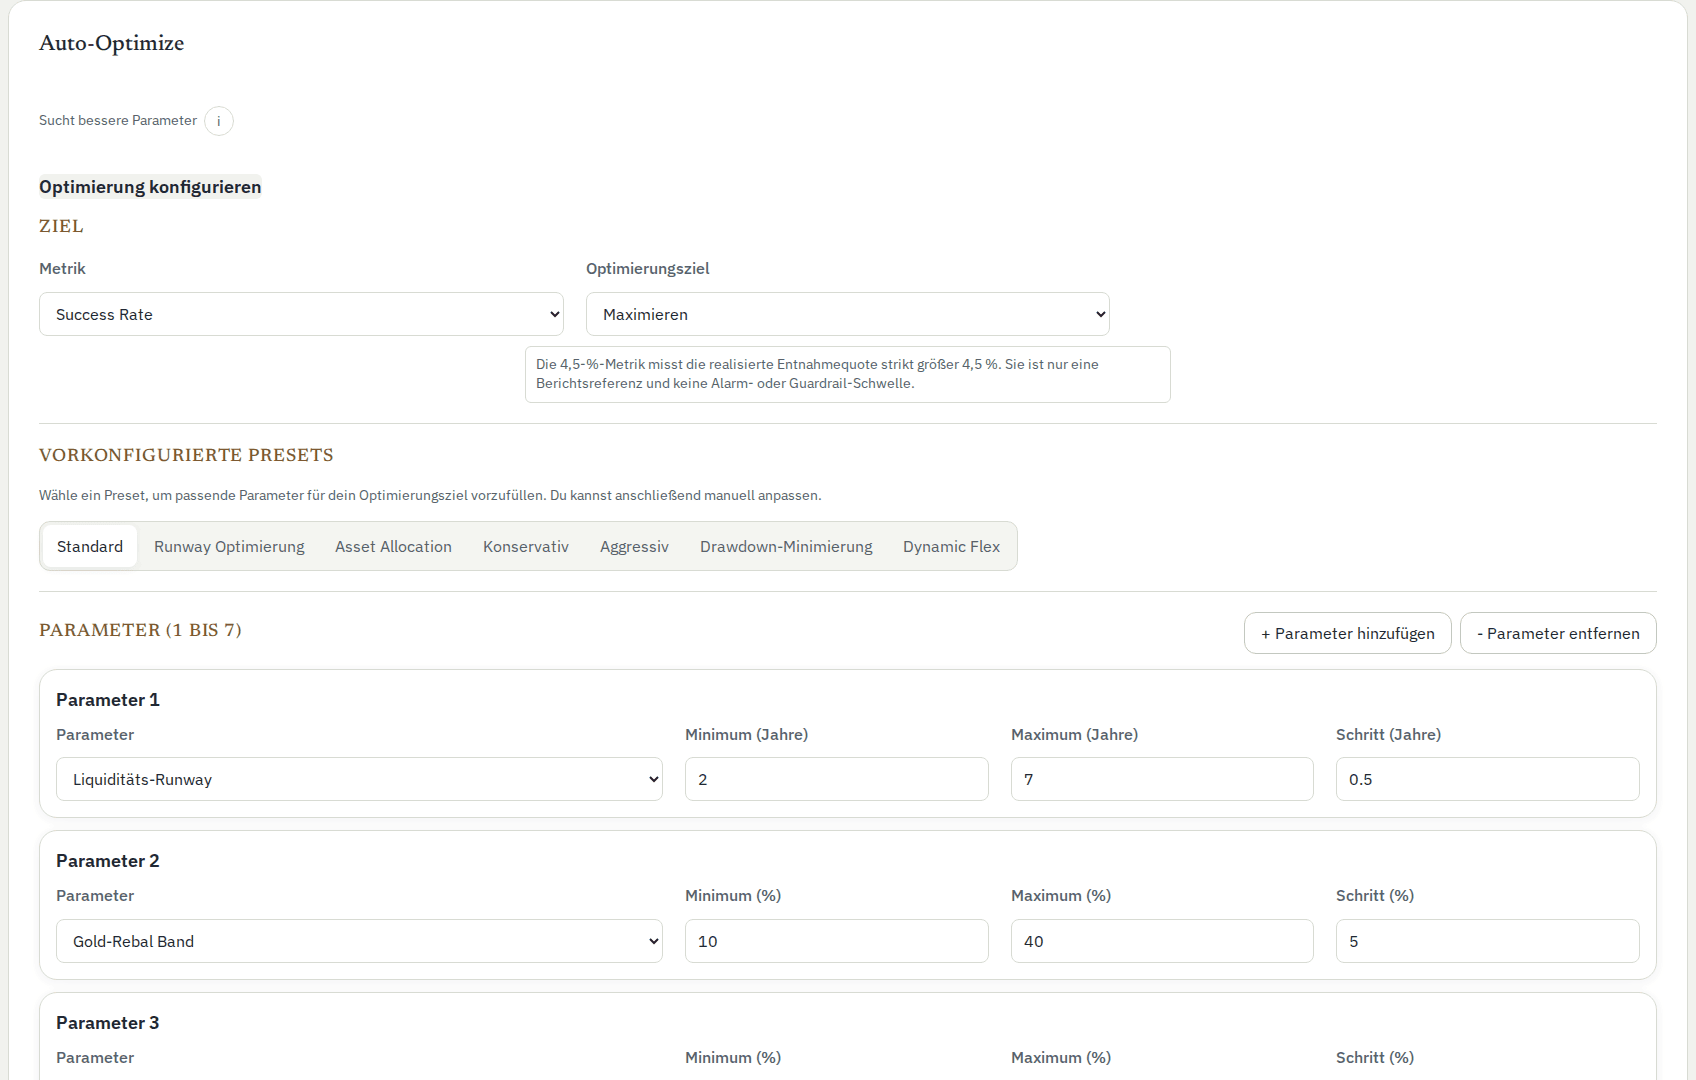 Auto-Optimize
Sucht bessere Parameter i
Optimierung konfigurieren
ZIEL
Metrik Optimierungsziel
Success Rate Maximieren
Die 4,5-%-Metrik misst die realisierte Entnahmequote strikt größer 4,5 %. Sie ist nur eine
Berichtsreferenz und keine Alarm- oder Guardrail-Schwelle.
VORKONFIGURIERTE PRESETS
Wähle ein Preset, um passende Parameter für dein Optimierungsziel vorzufüllen. Du kannst anschließend manuell anpassen.
Standard Runway Optimierung Asset Allocation Konservativ Aggressiv Drawdown-Minimierung Dynamic Flex
PARAMETER (1 BIS 7) + Parameter hinzufügen - Parameter entfernen
Parameter 1
Parameter Minimum (Jahre) Maximum (Jahre) Schritt (Jahre)
Liquiditäts-Runway 2 7 0.5
Parameter 2
Parameter Minimum (%) Maximum (%) Schritt (%)
Gold-Rebal Band 10 40 5
Parameter 3
Parameter Minimum (%) Maximum (%) Schritt (%)